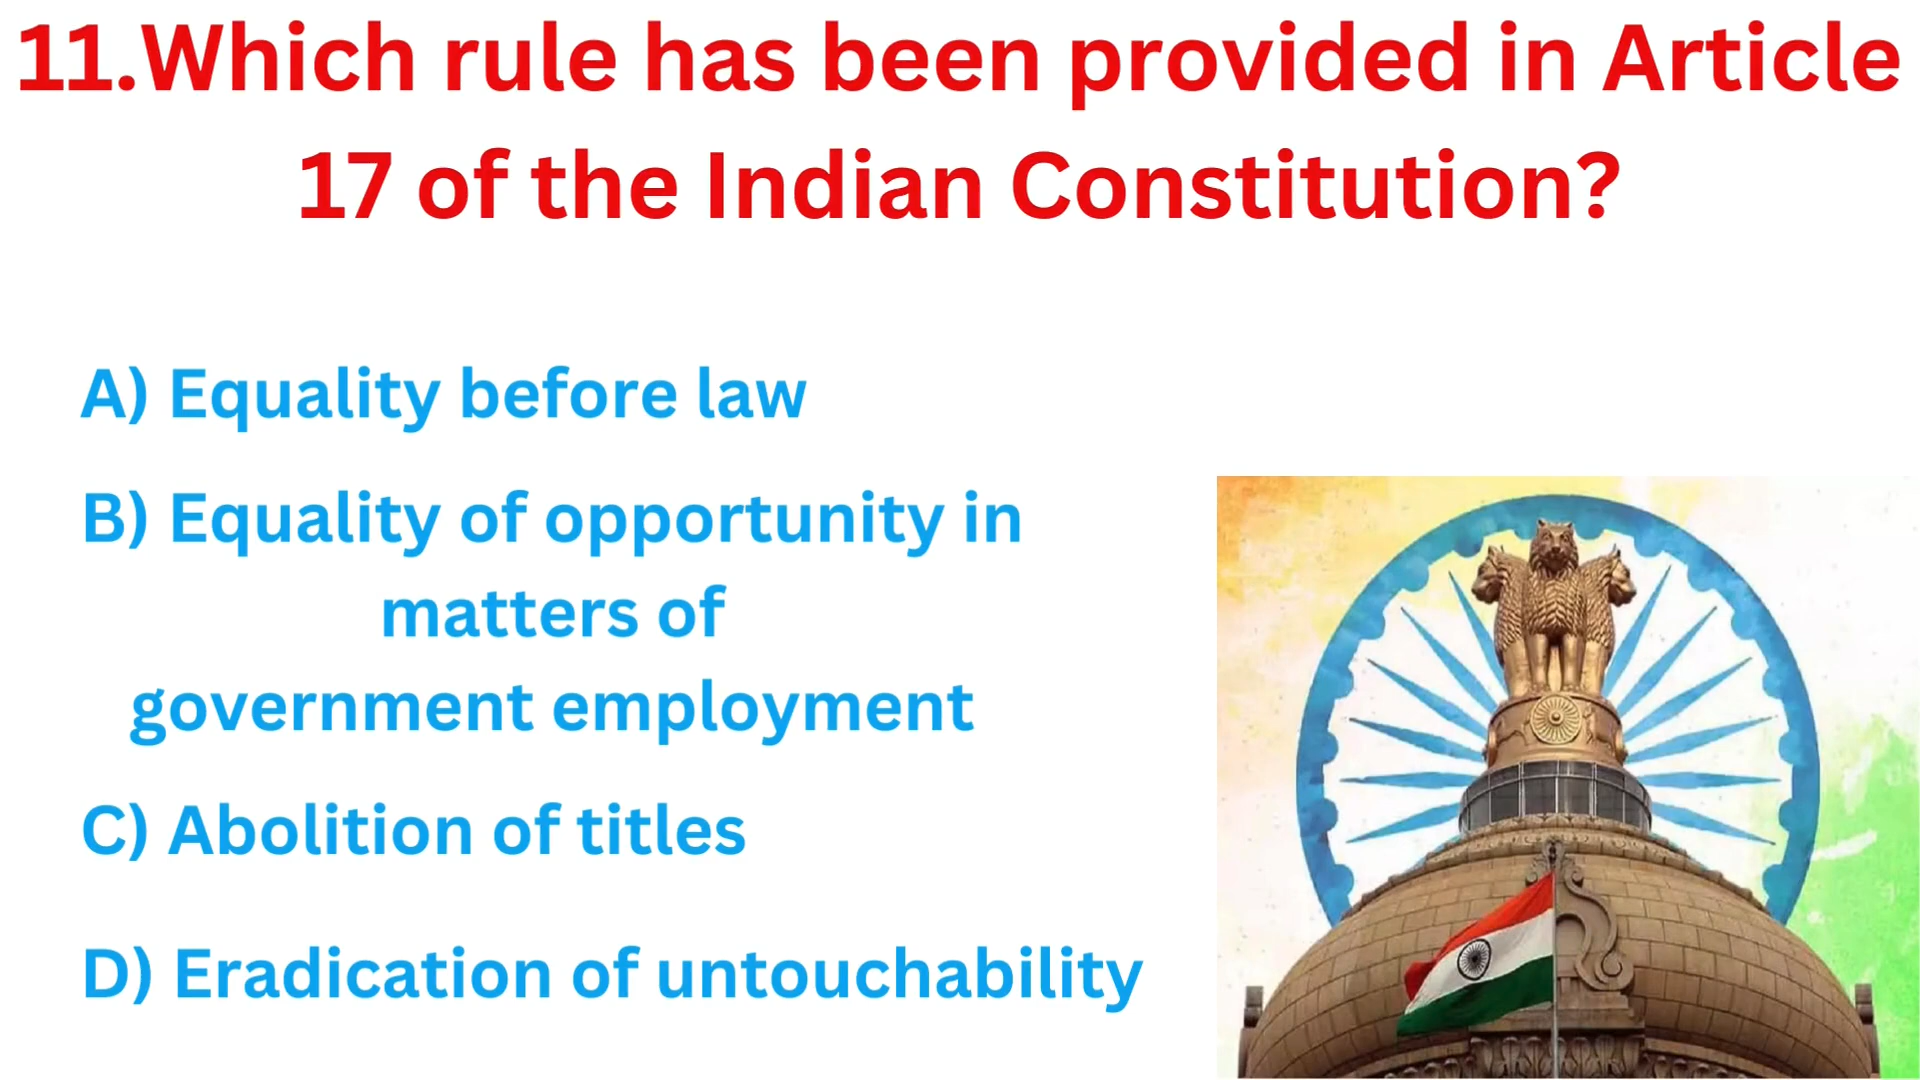 11.Which rule has been provided in Article
17 of the Indian Constitution?
A) Equality before law
B) Equality of opportunity in
matters of
government employment
C) Abolition of titles
D) Eradication of untouchability